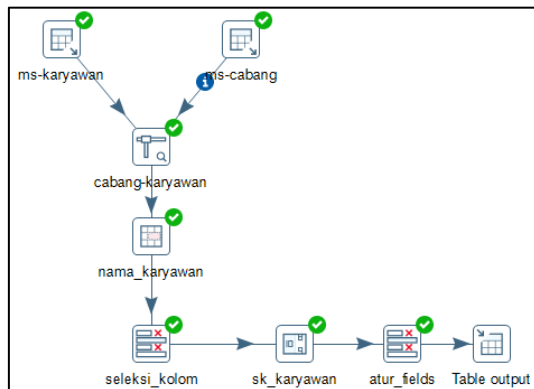 ms-karyawan
ms-cabang
cabang-karyawan
nama_karyawan
seleksi_kolom
sk_karyawan
atur_fields
Table output